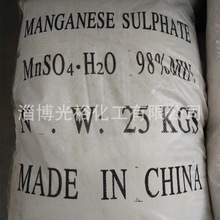 MANGANESE SULPHATE
MnSO4·H2O 98%MIN.
淄博光裕化工有限公司
N . W. 25 KGS
MADE IN CHINA